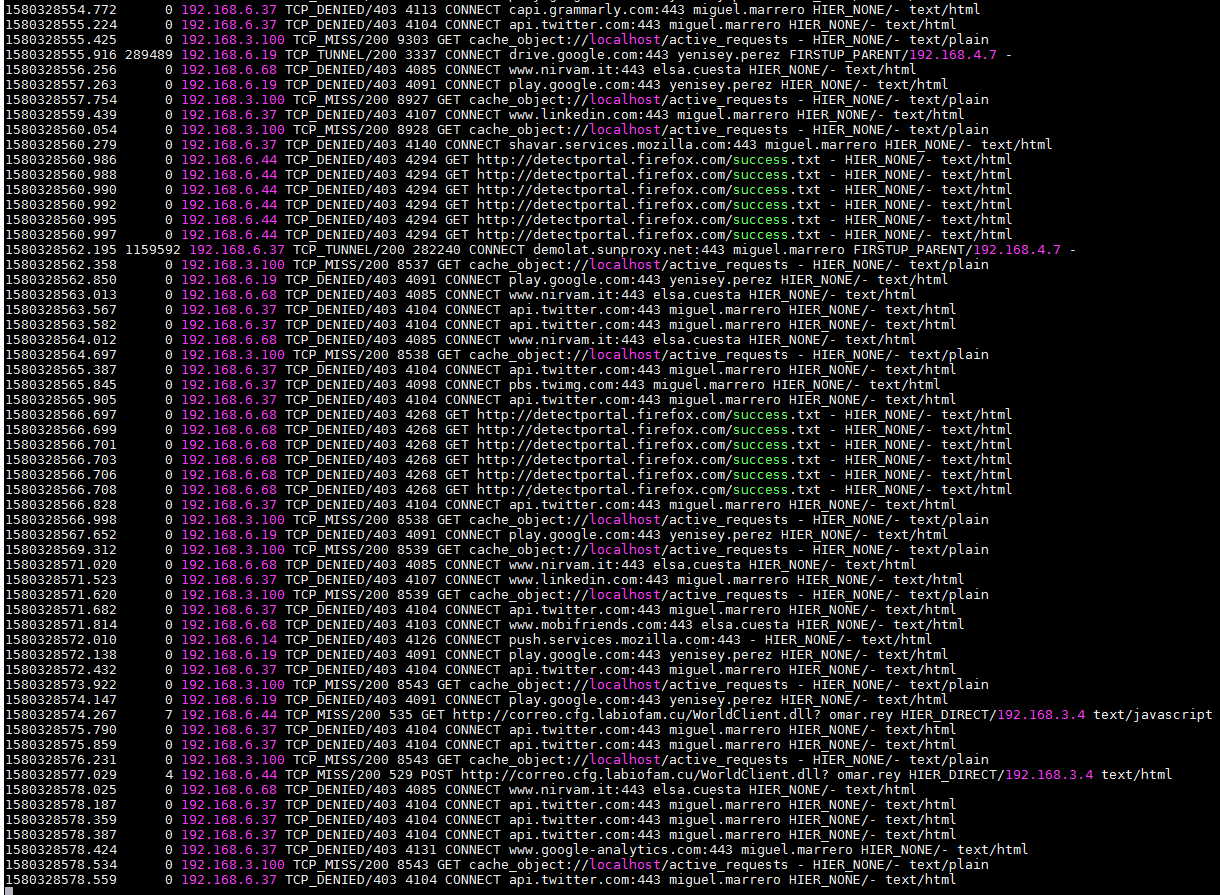 1580328554.772 0 192.168.6.37 TCP_DENIED/403 4113 CONNECT capi.grammarly.com:443 miguel.marrero HIER_NONE/- text/html
1580328555.224 0 192.168.6.37 TCP_DENIED/403 4104 CONNECT api.twitter.com:443 miguel.marrero HIER_NONE/- text/html
1580328555.425 0 192.168.3.100 TCP_MISS/200 9303 GET cache_object://localhost/active_requests - HIER_NONE/- text/plain
1580328555.916 289489 192.168.6.19 TCP_TUNNEL/200 3337 CONNECT drive.google.com:443 yenisey.perez FIRSTUP_PARENT/192.168.4.7 -
1580328556.256 0 192.168.6.68 TCP_DENIED/403 4085 CONNECT www.nirvam.it:443 elsa.cuesta HIER_NONE/- text/html
1580328557.263 0 192.168.6.19 TCP_DENIED/403 4091 CONNECT play.google.com:443 yenisey.perez HIER_NONE/- text/html
1580328557.754 0 192.168.3.100 TCP_MISS/200 8927 GET cache_object://localhost/active_requests - HIER_NONE/- text/plain
1580328559.439 0 192.168.6.37 TCP_DENIED/403 4107 CONNECT www.linkedin.com:443 miguel.marrero HIER_NONE/- text/html
1580328560.054 0 192.168.3.100 TCP_MISS/200 8928 GET cache_object://localhost/active_requests - HIER_NONE/- text/plain
1580328560.279 0 192.168.6.37 TCP_DENIED/403 4140 CONNECT shavar.services.mozilla.com:443 miguel.marrero HIER_NONE/- text/html
1580328560.986 0 192.168.6.44 TCP_DENIED/403 4294 GET http://detectportal.firefox.com/success.txt - HIER_NONE/- text/html
1580328560.988 0 192.168.6.44 TCP_DENIED/403 4294 GET http://detectportal.firefox.com/success.txt - HIER_NONE/- text/html
1580328560.990 0 192.168.6.44 TCP_DENIED/403 4294 GET http://detectportal.firefox.com/success.txt - HIER_NONE/- text/html
1580328560.992 0 192.168.6.44 TCP_DENIED/403 4294 GET http://detectportal.firefox.com/success.txt - HIER_NONE/- text/html
1580328560.995 0 192.168.6.44 TCP_DENIED/403 4294 GET http://detectportal.firefox.com/success.txt - HIER_NONE/- text/html
1580328560.997 0 192.168.6.44 TCP_DENIED/403 4294 GET http://detectportal.firefox.com/success.txt - HIER_NONE/- text/html
1580328562.195 1159592 192.168.6.37 TCP_TUNNEL/200 282240 CONNECT demolat.sunproxy.net:443 miguel.marrero FIRSTUP_PARENT/192.168.4.7 -
1580328562.358 0 192.168.3.100 TCP_MISS/200 8537 GET cache_object://localhost/active_requests - HIER_NONE/- text/plain
1580328562.850 0 192.168.6.19 TCP_DENIED/403 4091 CONNECT play.google.com:443 yenisey.perez HIER_NONE/- text/html
1580328563.013 0 192.168.6.68 TCP_DENIED/403 4085 CONNECT www.nirvam.it:443 elsa.cuesta HIER_NONE/- text/html
1580328563.567 0 192.168.6.37 TCP_DENIED/403 4104 CONNECT api.twitter.com:443 miguel.marrero HIER_NONE/- text/html
1580328563.582 0 192.168.6.37 TCP_DENIED/403 4104 CONNECT api.twitter.com:443 miguel.marrero HIER_NONE/- text/html
1580328564.012 0 192.168.6.68 TCP_DENIED/403 4085 CONNECT www.nirvam.it:443 elsa.cuesta HIER_NONE/- text/html
1580328564.697 0 192.168.3.100 TCP_MISS/200 8538 GET cache_object://localhost/active_requests - HIER_NONE/- text/plain
1580328565.387 0 192.168.6.37 TCP_DENIED/403 4104 CONNECT api.twitter.com:443 miguel.marrero HIER_NONE/- text/html
1580328565.845 0 192.168.6.37 TCP_DENIED/403 4098 CONNECT pbs.twimg.com:443 miguel.marrero HIER_NONE/- text/html
1580328565.905 0 192.168.6.37 TCP_DENIED/403 4104 CONNECT api.twitter.com:443 miguel.marrero HIER_NONE/- text/html
1580328566.697 0 192.168.6.68 TCP_DENIED/403 4268 GET http://detectportal.firefox.com/success.txt - HIER_NONE/- text/html
1580328566.699 0 192.168.6.68 TCP_DENIED/403 4268 GET http://detectportal.firefox.com/success.txt - HIER_NONE/- text/html
1580328566.701 0 192.168.6.68 TCP_DENIED/403 4268 GET http://detectportal.firefox.com/success.txt - HIER_NONE/- text/html
1580328566.703 0 192.168.6.68 TCP_DENIED/403 4268 GET http://detectportal.firefox.com/success.txt - HIER_NONE/- text/html
1580328566.706 0 192.168.6.68 TCP_DENIED/403 4268 GET http://detectportal.firefox.com/success.txt - HIER_NONE/- text/html
1580328566.708 0 192.168.6.68 TCP_DENIED/403 4268 GET http://detectportal.firefox.com/success.txt - HIER_NONE/- text/html
1580328566.828 0 192.168.6.37 TCP_DENIED/403 4104 CONNECT api.twitter.com:443 miguel.marrero HIER_NONE/- text/html
1580328566.998 0 192.168.3.100 TCP_MISS/200 8538 GET cache_object://localhost/active_requests - HIER_NONE/- text/plain
1580328567.652 0 192.168.6.19 TCP_DENIED/403 4091 CONNECT play.google.com:443 yenisey.perez HIER_NONE/- text/html
1580328569.312 0 192.168.3.100 TCP_MISS/200 8539 GET cache_object://localhost/active_requests - HIER_NONE/- text/plain
1580328571.020 0 192.168.6.68 TCP_DENIED/403 4085 CONNECT www.nirvam.it:443 elsa.cuesta HIER_NONE/- text/html
1580328571.523 0 192.168.6.37 TCP_DENIED/403 4107 CONNECT www.linkedin.com:443 miguel.marrero HIER_NONE/- text/html
1580328571.620 0 192.168.3.100 TCP_MISS/200 8539 GET cache_object://localhost/active_requests - HIER_NONE/- text/plain
1580328571.682 0 192.168.6.37 TCP_DENIED/403 4104 CONNECT api.twitter.com:443 miguel.marrero HIER_NONE/- text/html
1580328571.814 0 192.168.6.68 TCP_DENIED/403 4103 CONNECT www.mobifriends.com:443 elsa.cuesta HIER_NONE/- text/html
1580328572.010 0 192.168.6.14 TCP_DENIED/403 4126 CONNECT push.services.mozilla.com:443 - HIER_NONE/- text/html
1580328572.138 0 192.168.6.19 TCP_DENIED/403 4091 CONNECT play.google.com:443 yenisey.perez HIER_NONE/- text/html
1580328572.432 0 192.168.6.37 TCP_DENIED/403 4104 CONNECT api.twitter.com:443 miguel.marrero HIER_NONE/- text/html
1580328573.922 0 192.168.3.100 TCP_MISS/200 8543 GET cache_object://localhost/active_requests - HIER_NONE/- text/plain
1580328574.147 0 192.168.6.19 TCP_DENIED/403 4091 CONNECT play.google.com:443 yenisey.perez HIER_NONE/- text/html
1580328574.267 7 192.168.6.44 TCP_MISS/200 535 GET http://correo.cfg.labiofam.cu/WorldClient.dll? omar.rey HIER_DIRECT/192.168.3.4 text/javascript
1580328575.790 0 192.168.6.37 TCP_DENIED/403 4104 CONNECT api.twitter.com:443 miguel.marrero HIER_NONE/- text/html
1580328575.859 0 192.168.6.37 TCP_DENIED/403 4104 CONNECT api.twitter.com:443 miguel.marrero HIER_NONE/- text/html
1580328576.231 0 192.168.3.100 TCP_MISS/200 8543 GET cache_object://localhost/active_requests - HIER_NONE/- text/plain
1580328577.029 4 192.168.6.44 TCP_MISS/200 529 POST http://correo.cfg.labiofam.cu/WorldClient.dll? omar.rey HIER_DIRECT/192.168.3.4 text/html
1580328578.025 0 192.168.6.68 TCP_DENIED/403 4085 CONNECT www.nirvam.it:443 elsa.cuesta HIER_NONE/- text/html
1580328578.187 0 192.168.6.37 TCP_DENIED/403 4104 CONNECT api.twitter.com:443 miguel.marrero HIER_NONE/- text/html
1580328578.359 0 192.168.6.37 TCP_DENIED/403 4104 CONNECT api.twitter.com:443 miguel.marrero HIER_NONE/- text/html
1580328578.387 0 192.168.6.37 TCP_DENIED/403 4104 CONNECT api.twitter.com:443 miguel.marrero HIER_NONE/- text/html
1580328578.424 0 192.168.6.37 TCP_DENIED/403 4131 CONNECT www.google-analytics.com:443 miguel.marrero HIER_NONE/- text/html
1580328578.534 0 192.168.3.100 TCP_MISS/200 8543 GET cache_object://localhost/active_requests - HIER_NONE/- text/plain
1580328578.559 0 192.168.6.37 TCP_DENIED/403 4104 CONNECT api.twitter.com:443 miguel.marrero HIER_NONE/- text/html